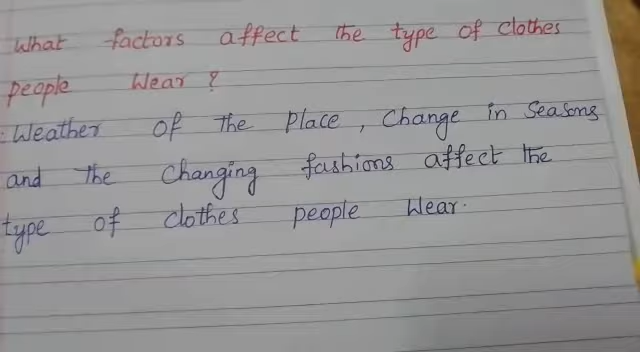 What factors affect the type of clothes
people Wear ?
Weather of the Place , Change in Seasons
and the Changing fashions affect the
type of clothes people Wear.